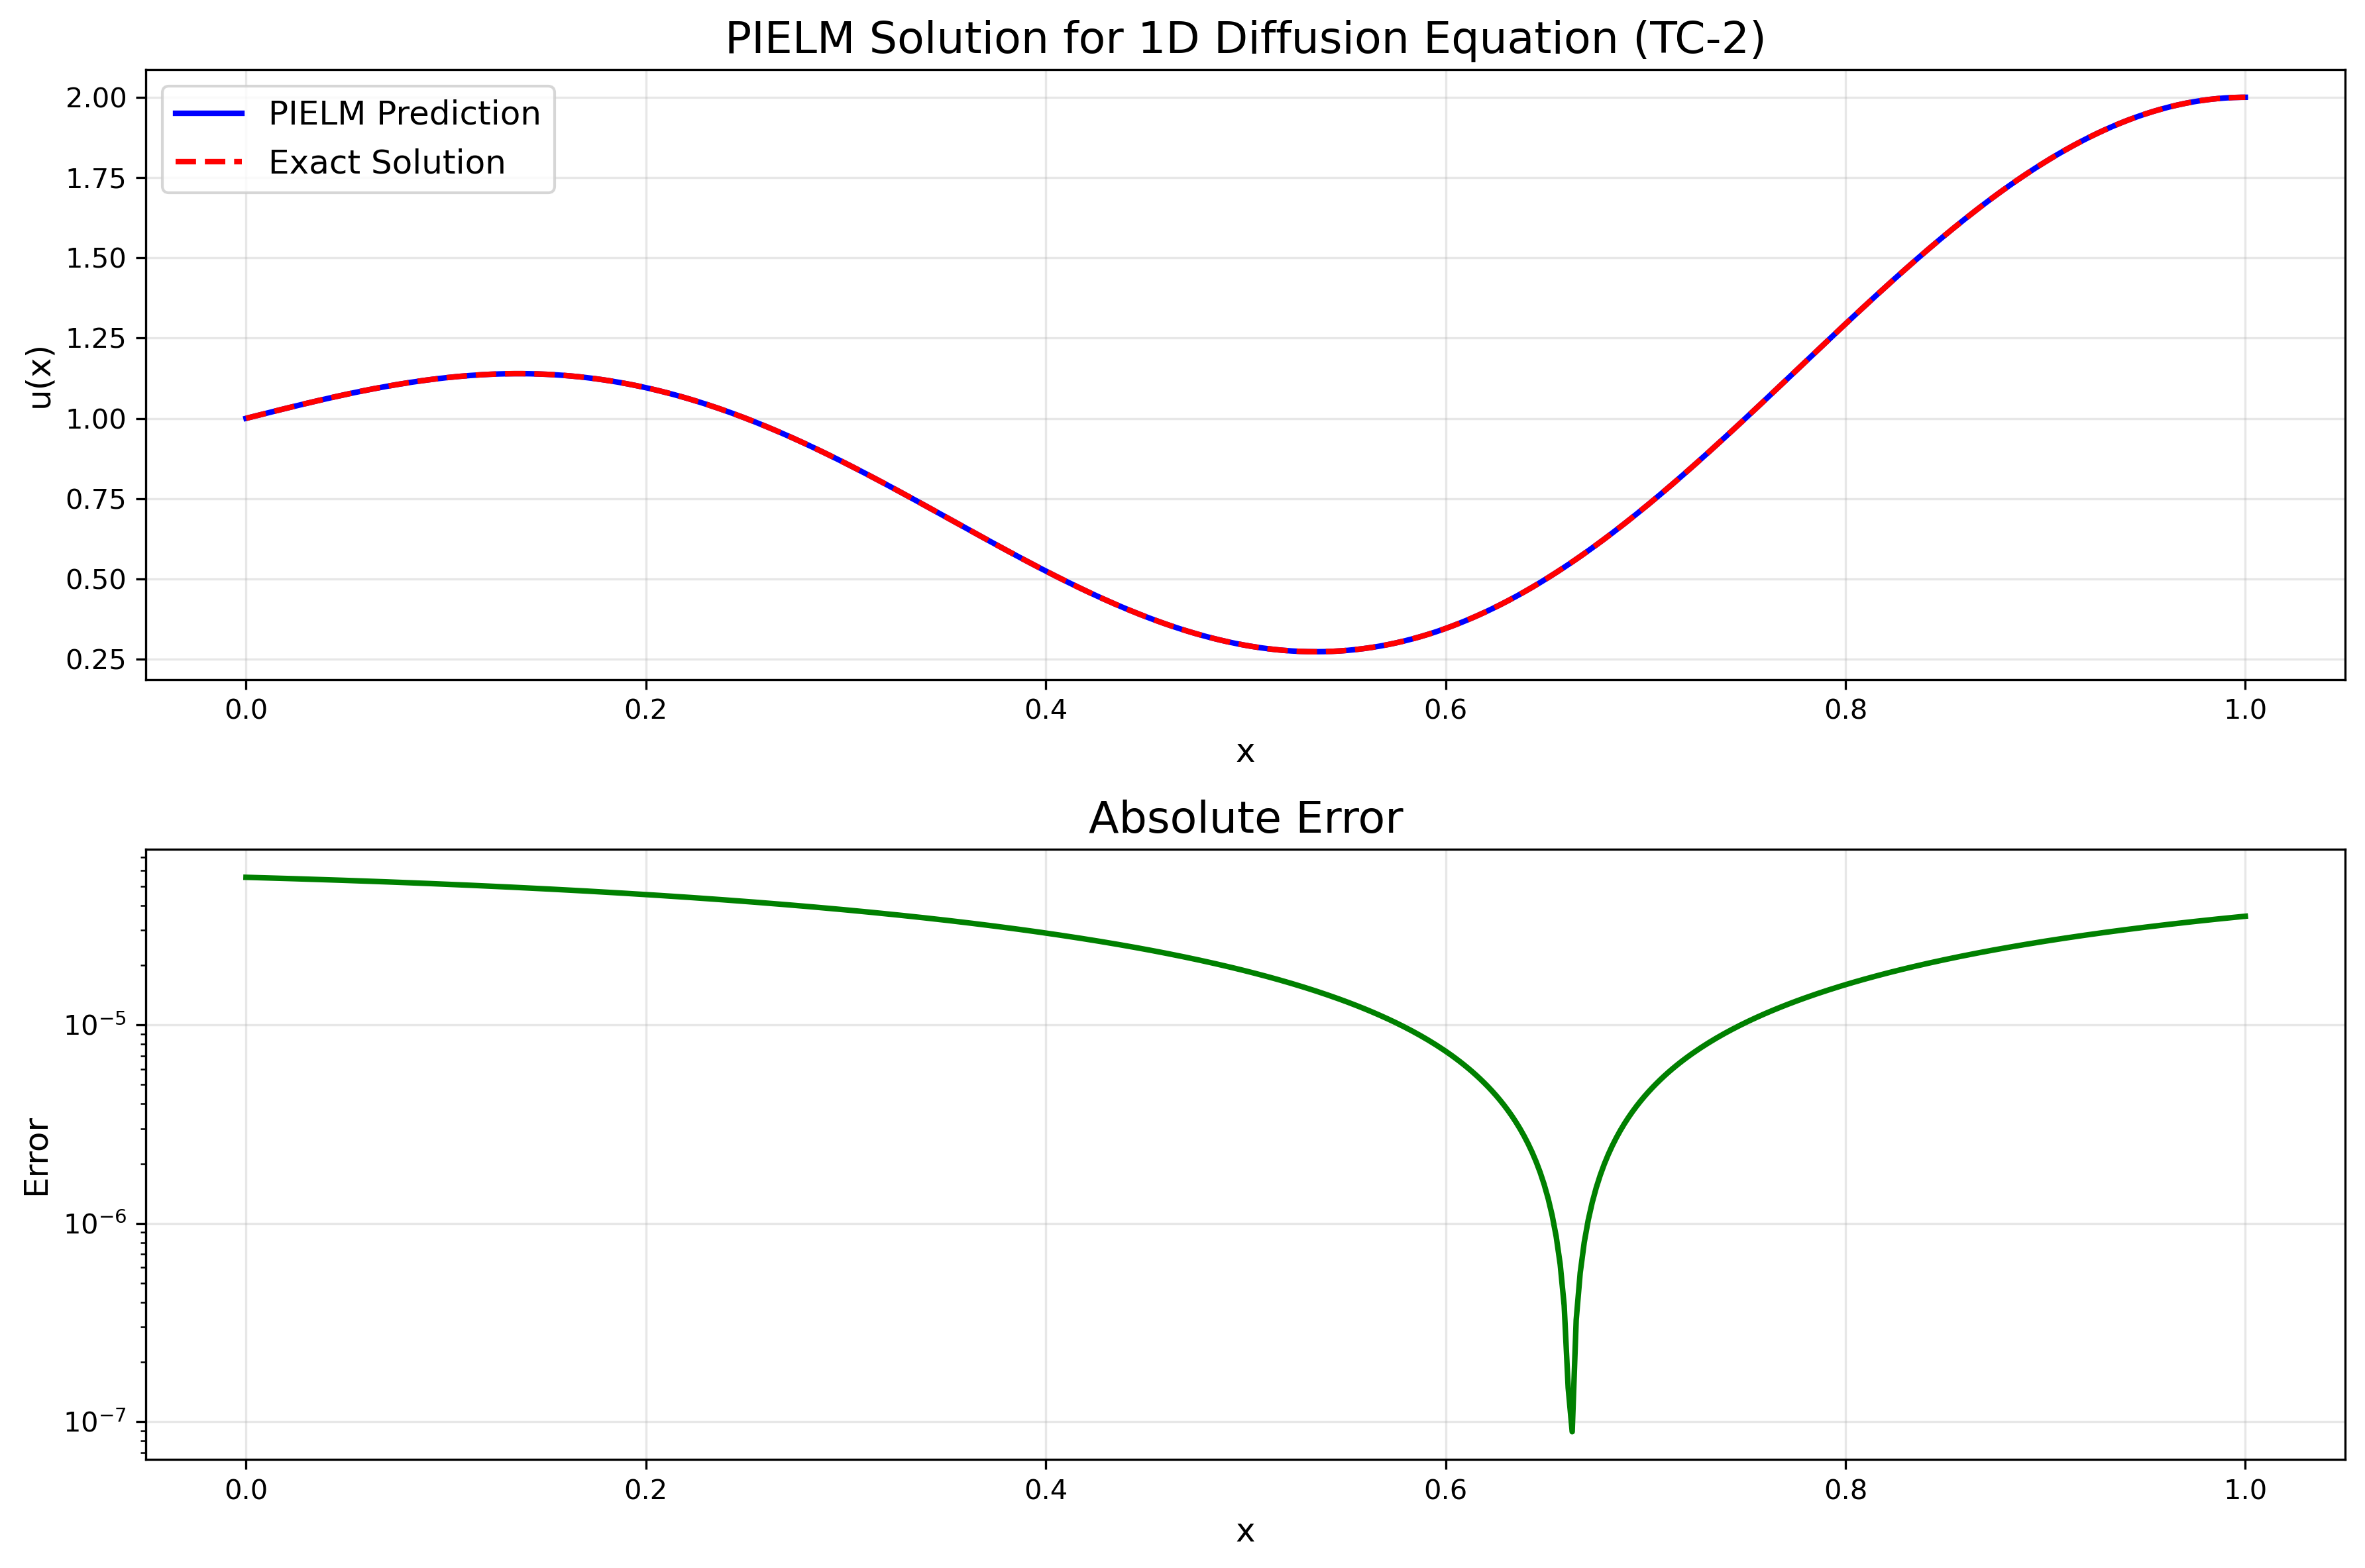 PIELM Solution for 1D Diffusion Equation (TC-2)
PIELM Prediction
Exact Solution
u(x)
2.00
1.75
1.50
1.25
1.00
0.75
0.50
0.25
0.0 0.2 0.4 0.6 0.8 1.0
x
Absolute Error
Error
10⁻⁵
10⁻⁶
10⁻⁷
0.0 0.2 0.4 0.6 0.8 1.0
x